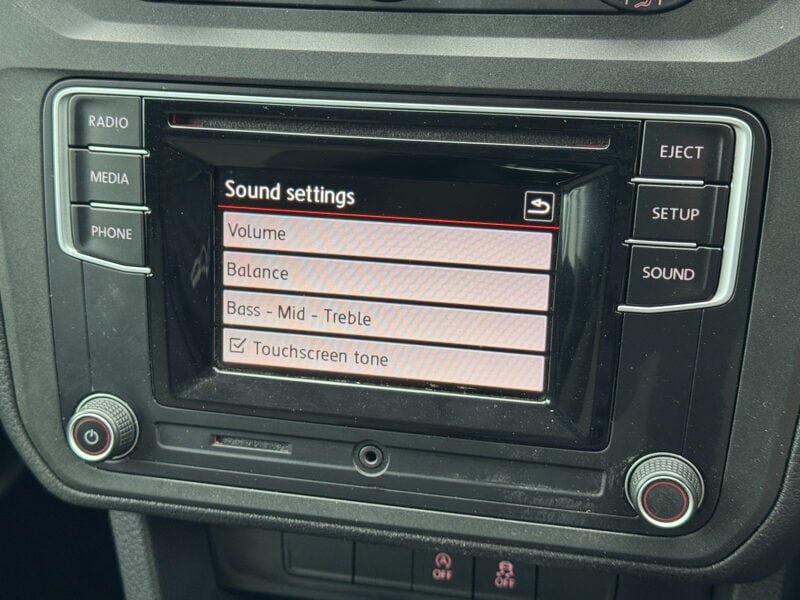 RADIO
MEDIA
PHONE
EJECT
SETUP
SOUND
Sound settings
Volume
Balance
Bass - Mid - Treble
Touchscreen tone
OFF
OFF